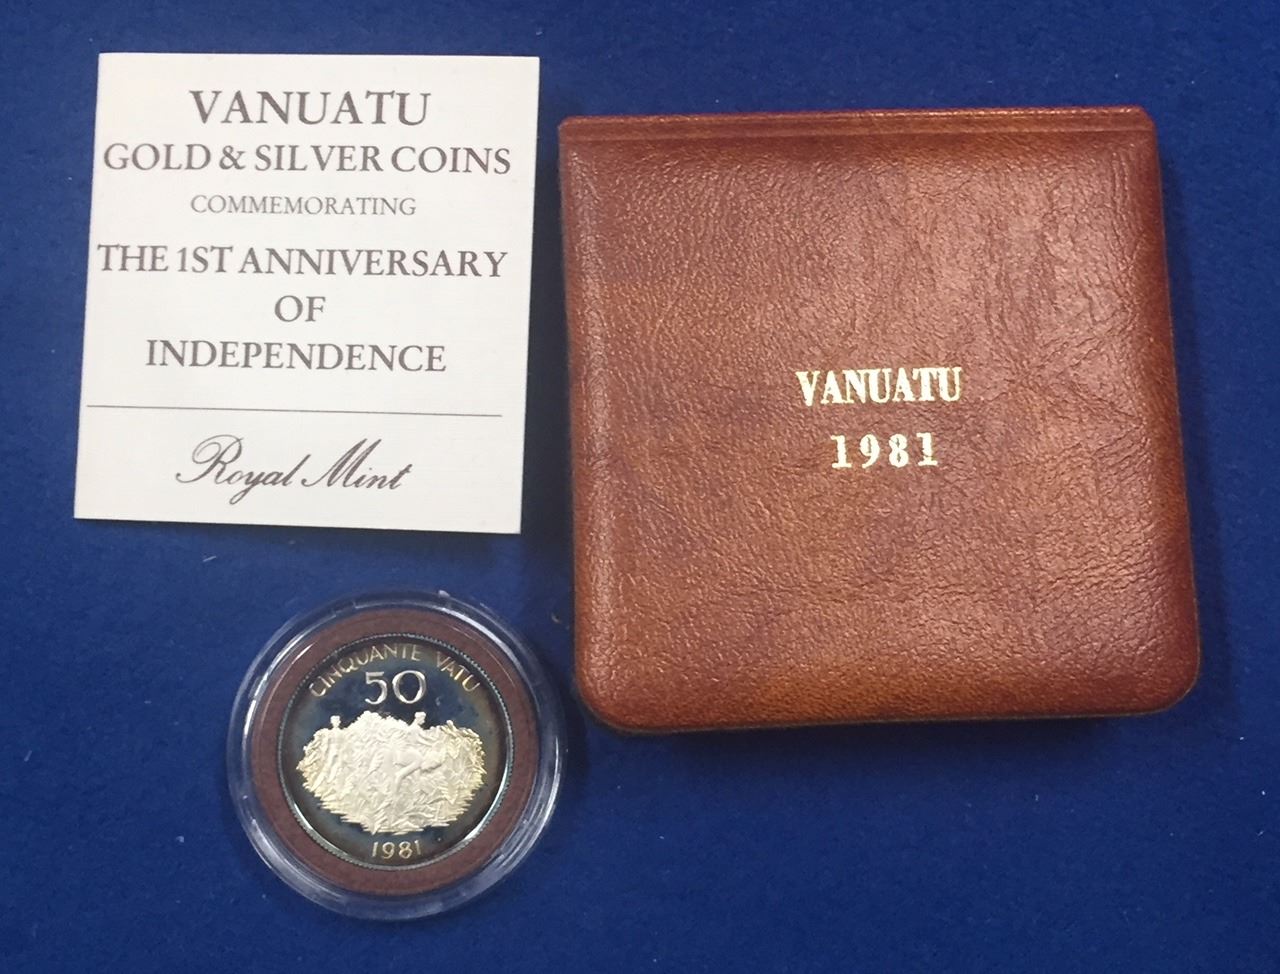 VANUATU
GOLD & SILVER COINS
COMMEMORATING
THE 1ST ANNIVERSARY
OF
INDEPENDENCE
Royal Mint
VANUATU
1981
CINQUANTE VATU
50
1981